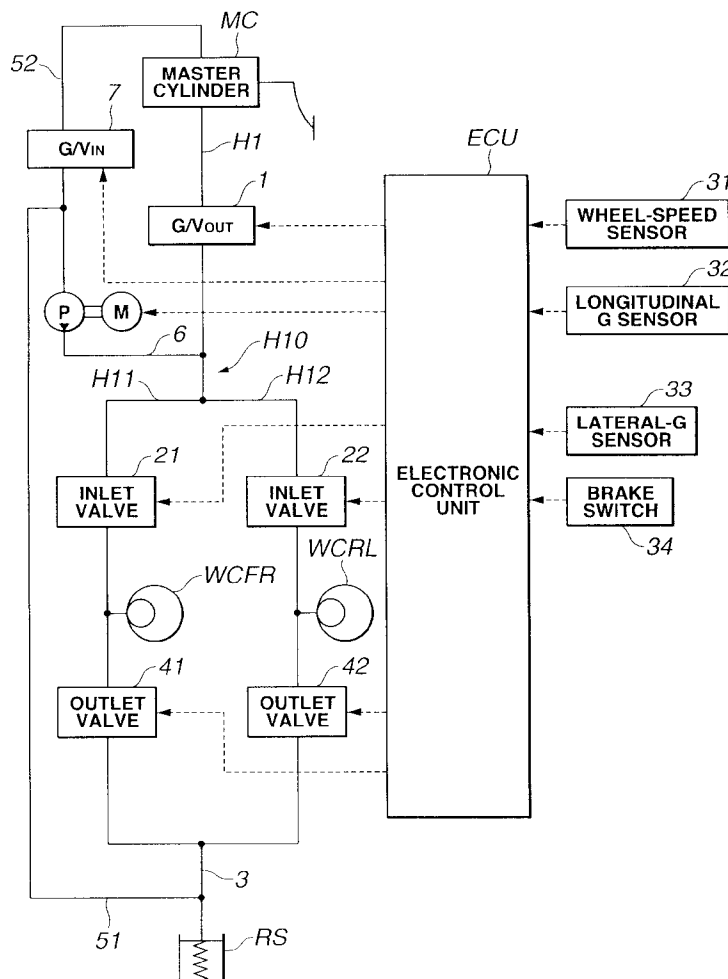 MC
52
MASTER
CYLINDER
7
G/VIN
H1
ECU
1
31
G/VOUT
WHEEL-SPEED
SENSOR
32
P
M
LONGITUDINAL
G SENSOR
6
H10
H11
H12
33
LATERAL-G
SENSOR
21
22
INLET
VALVE
INLET
VALVE
ELECTRONIC
CONTROL
UNIT
BRAKE
SWITCH
34
WCFR
WCRL
41
42
OUTLET
VALVE
OUTLET
VALVE
3
51
RS